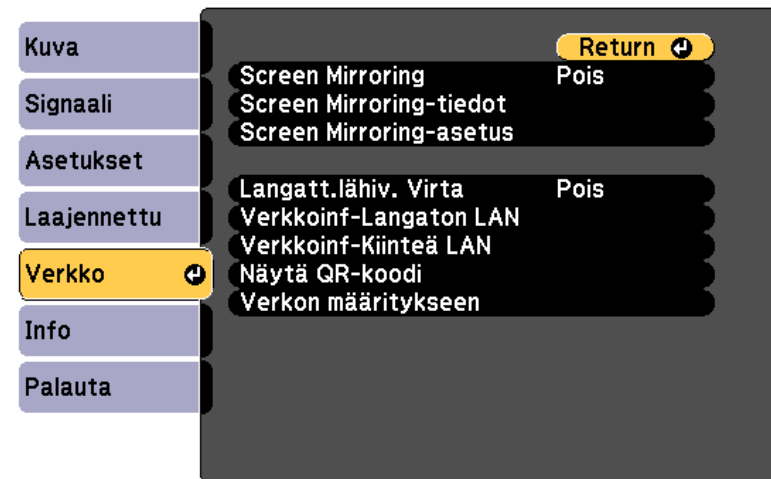 Kuva
Signaali
Asetukset
Laajennettu
Verkko
Info
Palauta
Return
Screen Mirroring Pois
Screen Mirroring-tiedot
Screen Mirroring-asetus
Langatt.lähiv. Virta Pois
Verkkoinf-Langaton LAN
Verkkoinf-Kiinteä LAN
Näytä QR-koodi
Verkon määritykseen